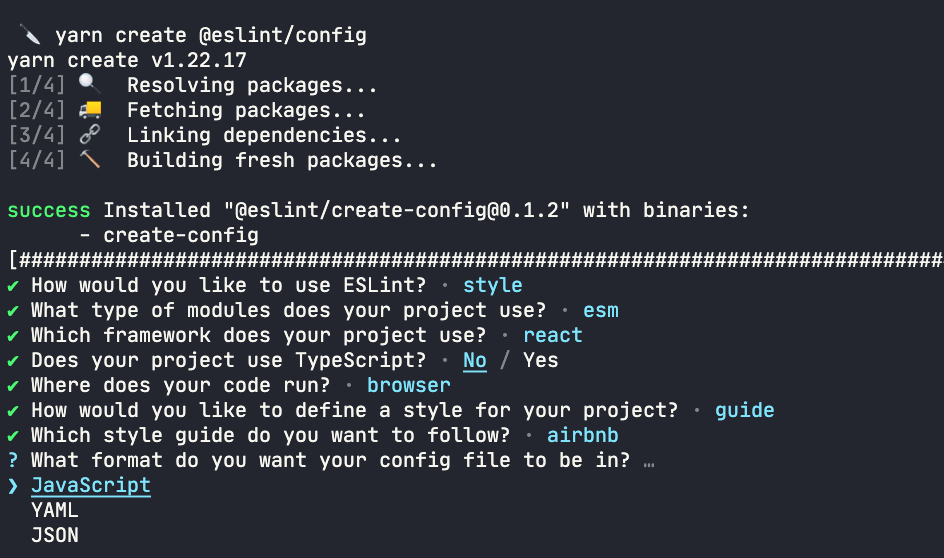 🔪 yarn create @eslint/config
yarn create v1.22.17
[1/4] 🔍 Resolving packages...
[2/4] 🚚 Fetching packages...
[3/4] 🔗 Linking dependencies...
[4/4] 🔨 Building fresh packages...
success Installed "@eslint/create-config@0.1.2" with binaries:
- create-config
[##############################################################################
✔ How would you like to use ESLint? · style
✔ What type of modules does your project use? · esm
✔ Which framework does your project use? · react
✔ Does your project use TypeScript? · No / Yes
✔ Where does your code run? · browser
✔ How would you like to define a style for your project? · guide
✔ Which style guide do you want to follow? · airbnb
? What format do you want your config file to be in? …
❯ JavaScript
YAML
JSON